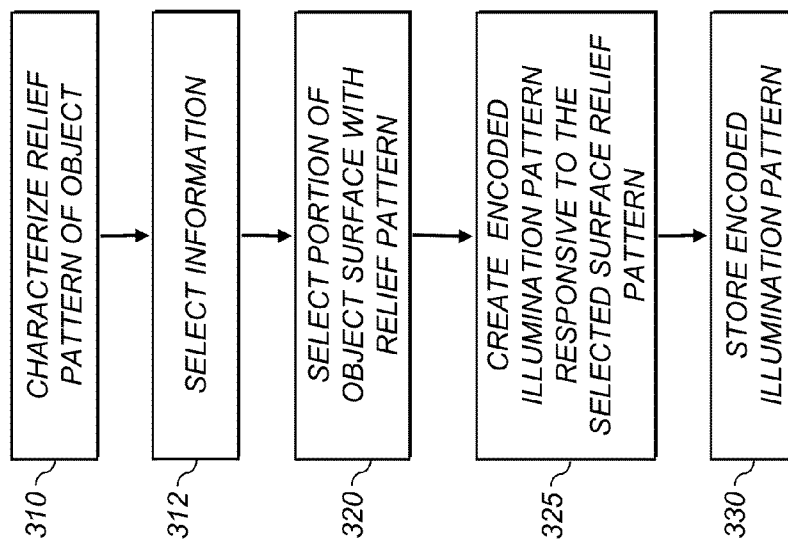 310
CHARACTERIZE RELIEF
PATTERN OF OBJECT
312
SELECT INFORMATION
320
SELECT PORTION OF
OBJECT SURFACE WITH
RELIEF PATTERN
325
CREATE ENCODED
ILLUMINATION PATTERN
RESPONSIVE TO THE
SELECTED SURFACE RELIEF
PATTERN
330
STORE ENCODED
ILLUMINATION PATTERN